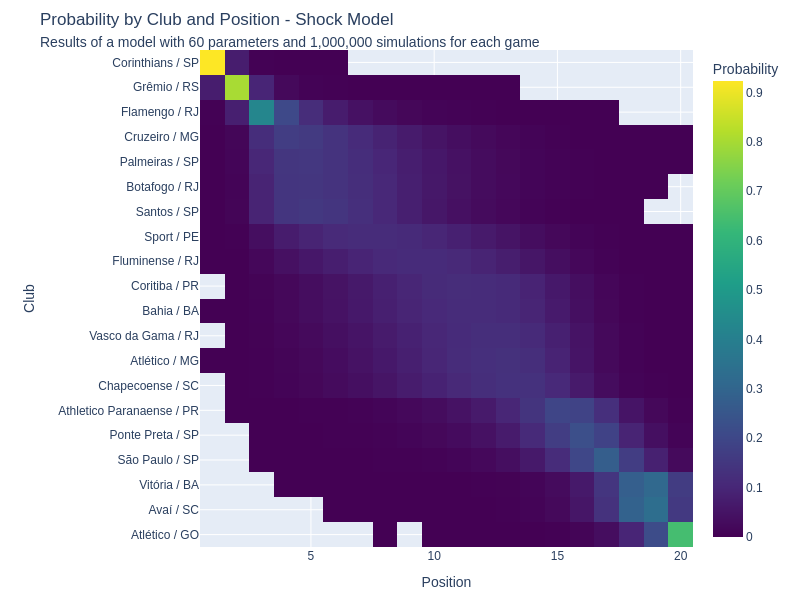 Probability by Club and Position - Shock Model
Results of a model with 60 parameters and 1,000,000 simulations for each game
Probability
Corinthians / SP
Grêmio / RS
Flamengo / RJ
Cruzeiro / MG
Palmeiras / SP
Botafogo / RJ
Santos / SP
Sport / PE
Fluminense / RJ
Coritiba / PR
Bahia / BA
Vasco da Gama / RJ
Atlético / MG
Chapecoense / SC
Athletico Paranaense / PR
Ponte Preta / SP
São Paulo / SP
Vitória / BA
Avaí / SC
Atlético / GO
Club
5
10
15
20
Position
0.9
0.8
0.7
0.6
0.5
0.4
0.3
0.2
0.1
0